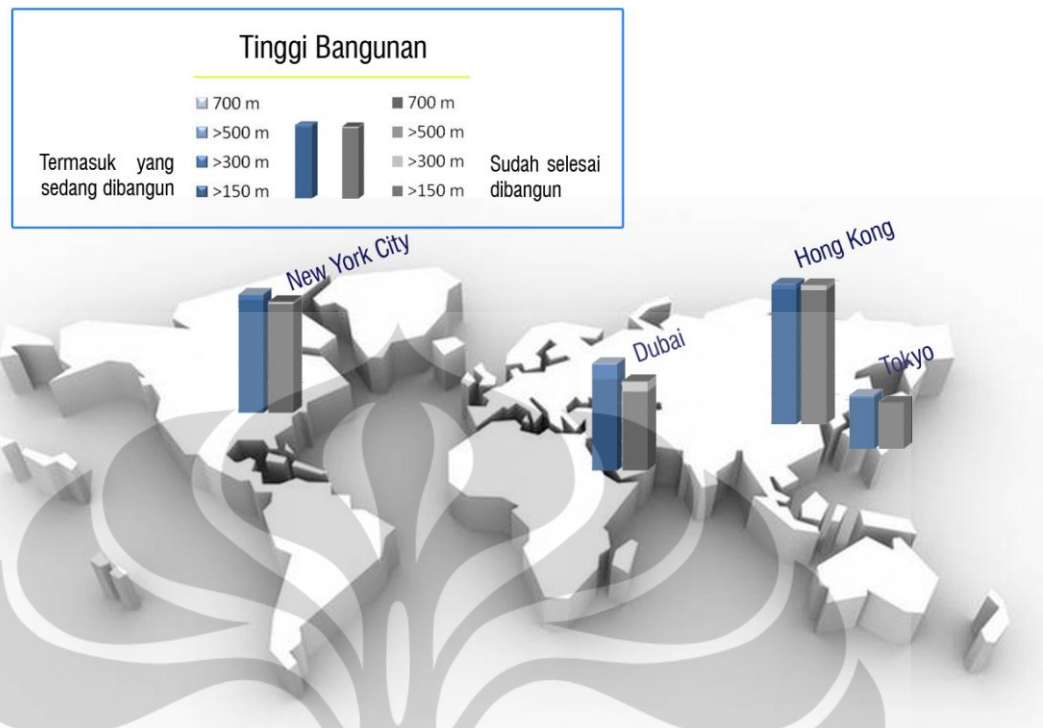 Tinggi Bangunan
700 m
>500 m
>300 m
>150 m
Termasuk yang
sedang dibangun
700 m
>500 m
>300 m
>150 m
Sudah selesai
dibangun
New York City
Dubai
Hong Kong
Tokyo